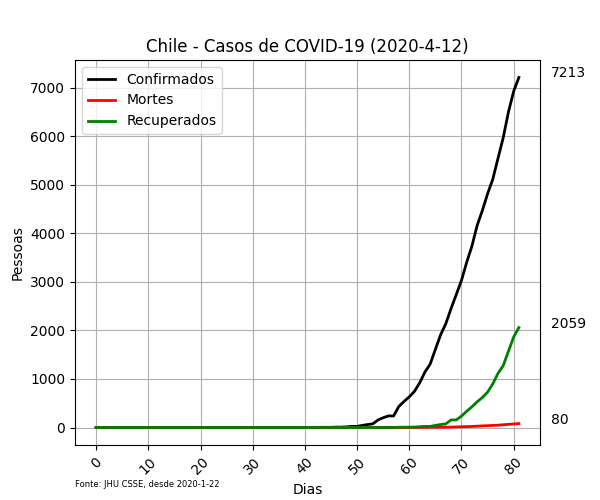 Chile - Casos de COVID-19 (2020-4-12)
Confirmados
Mortes
Recuperados
7213
2059
80
Pessoas
7000
6000
5000
4000
3000
2000
1000
0
0 10 20 30 40 50 60 70 80
Dias
Fonte: JHU CSSE, desde 2020-1-22